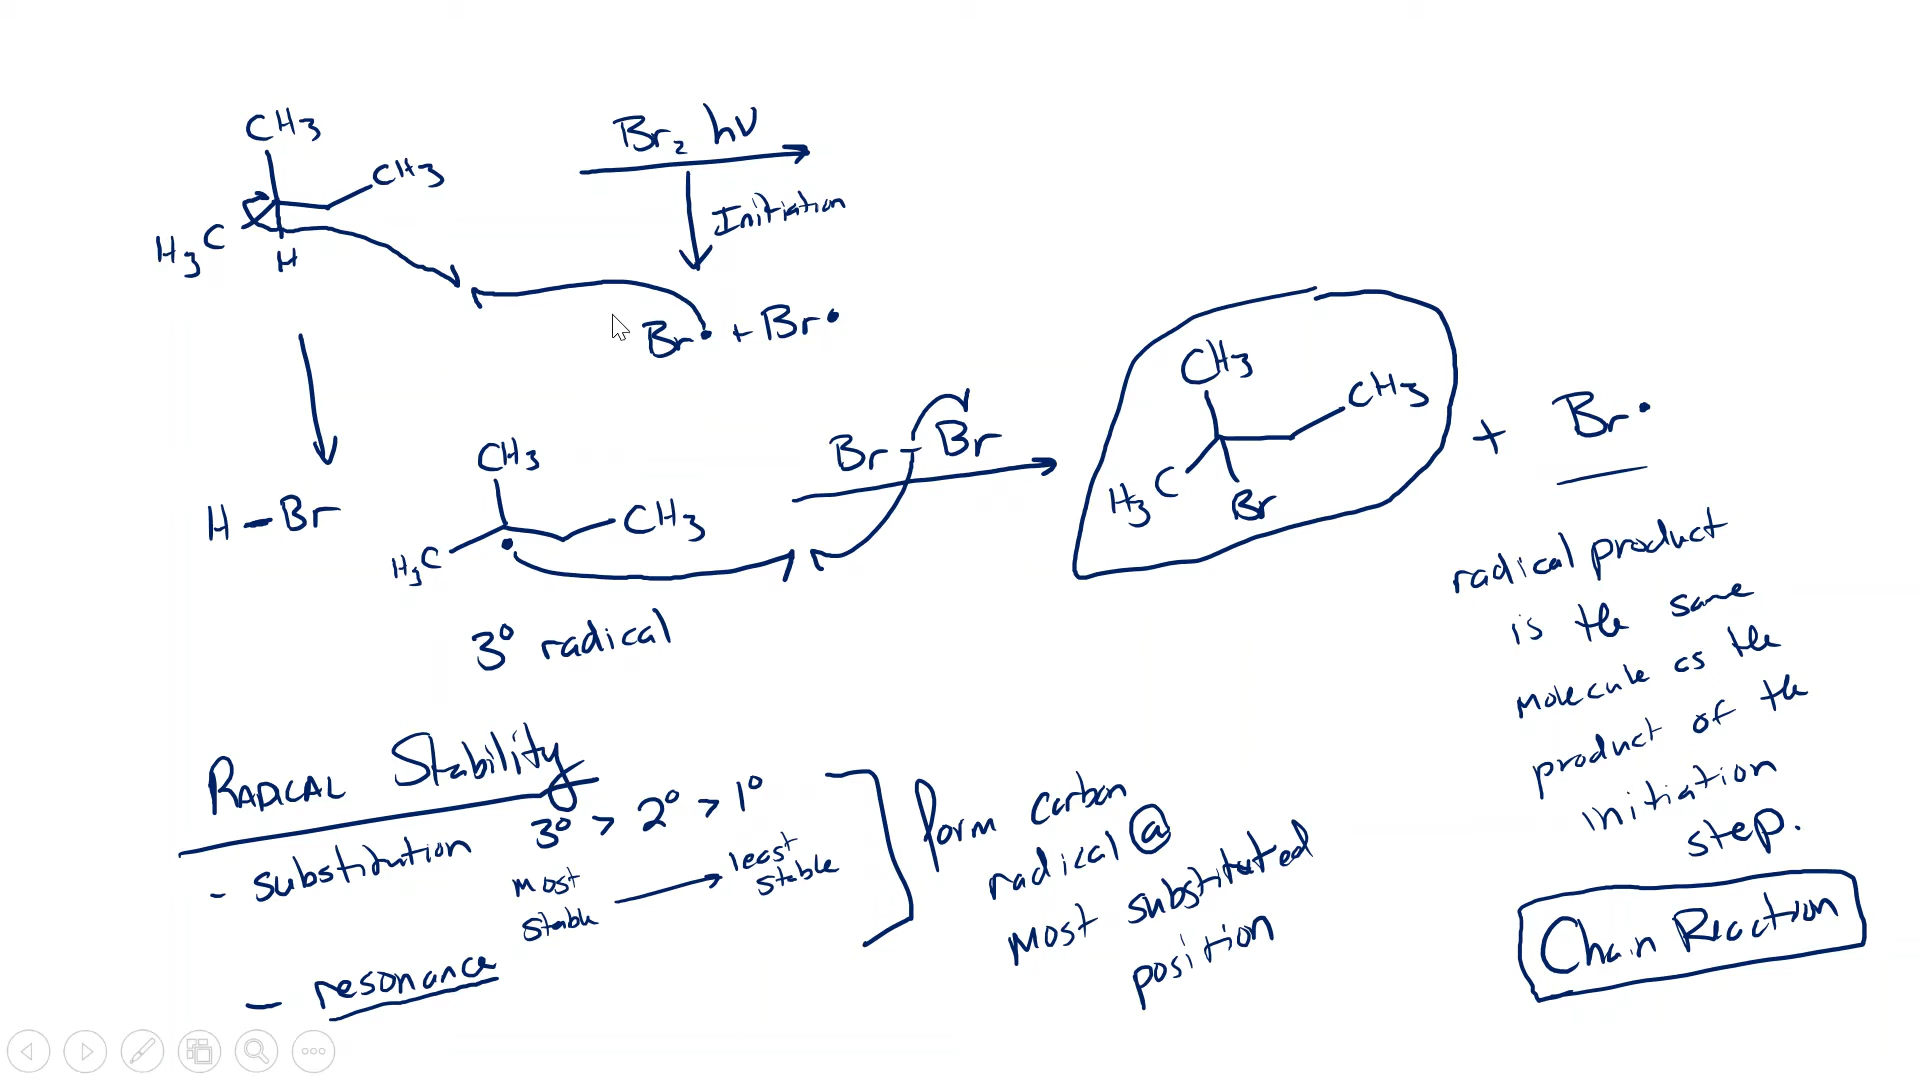 CH3
CH3
H3C
H
Br2 hν
Initiation
Br• + Br•
H-Br
CH3
CH3
H3C
3° radical
Br-Br
CH3
CH3
H3C
Br
+ Br•
radical product
is the same
molecule as the
product of the
initiation
step.
Chain Reaction
RADICAL Stability
- substitution 3° > 2° > 1°
most
stable
least
stable
- resonance
form carbon
radical @
most substituted
position